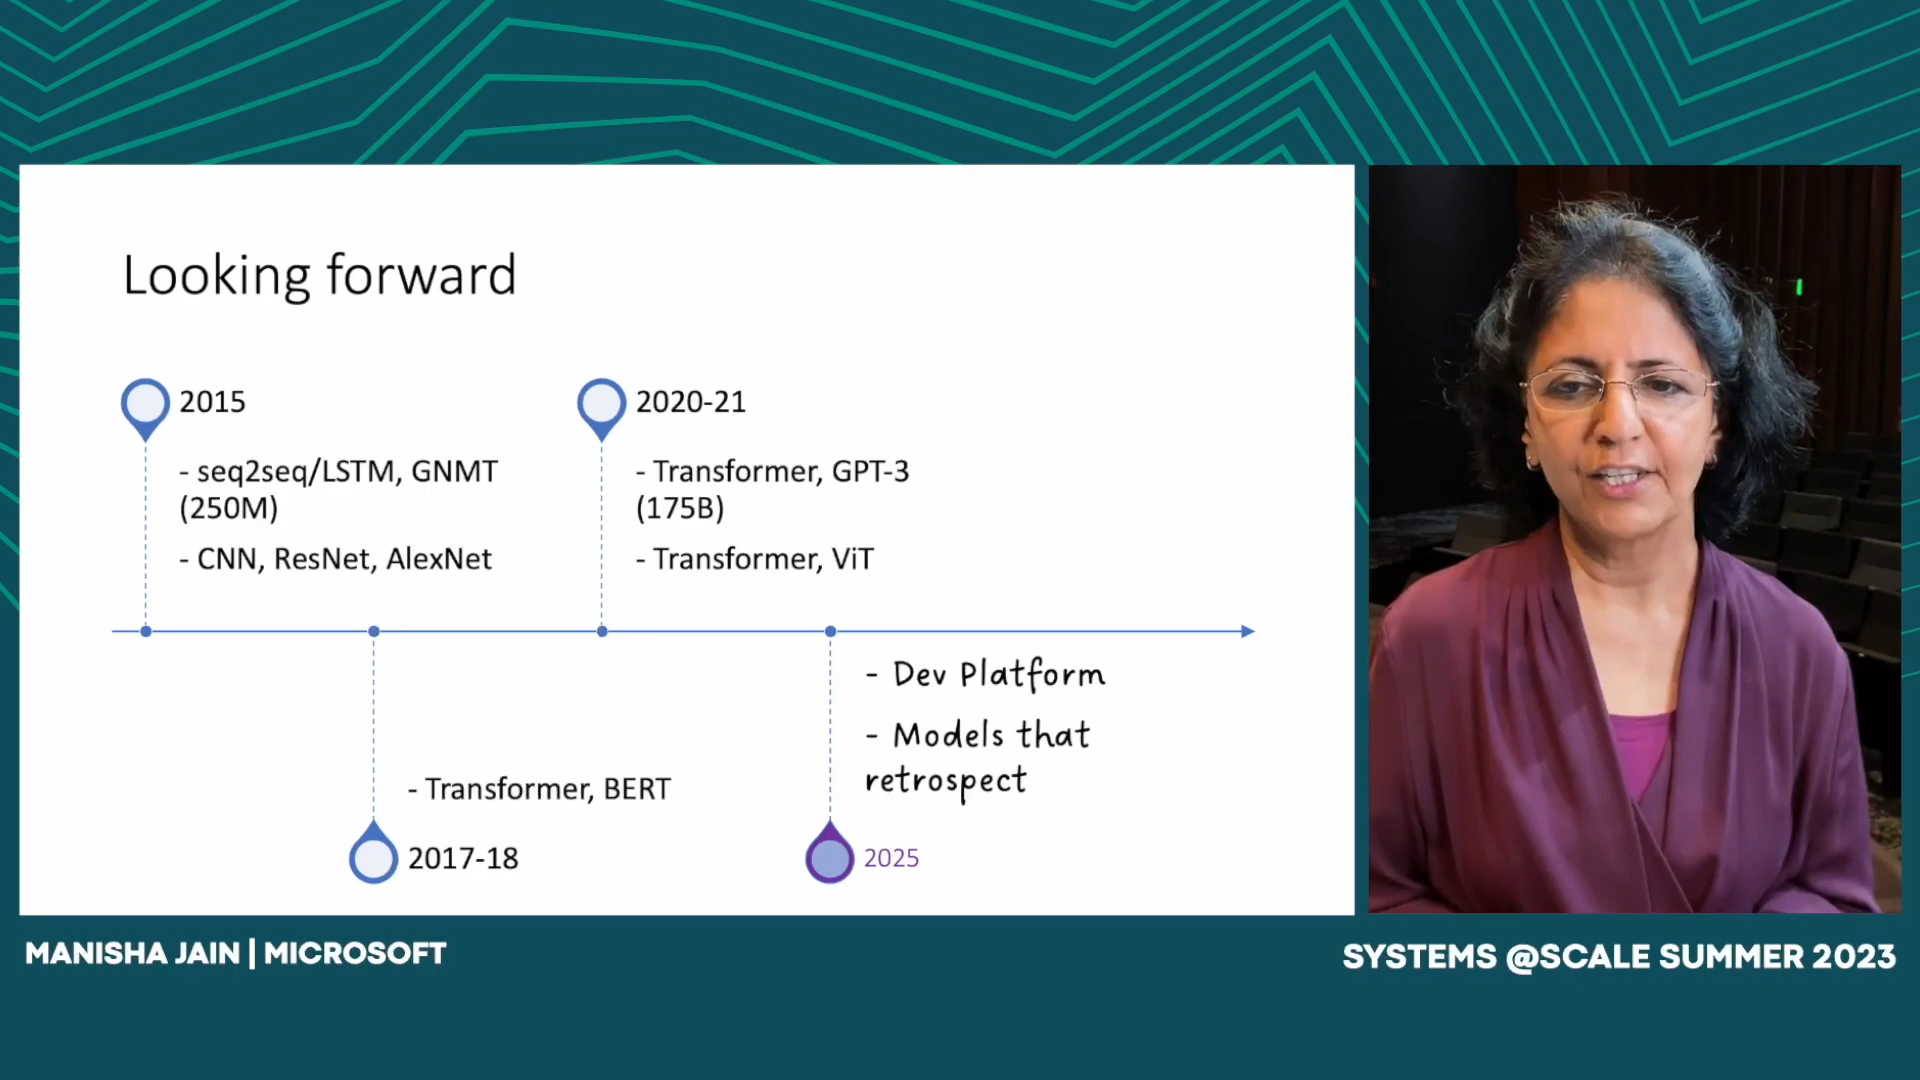 Looking forward
2015
- seq2seq/LSTM, GNMT
(250M)
- CNN, ResNet, AlexNet
2020-21
- Transformer, GPT-3
(175B)
- Transformer, ViT
- Transformer, BERT
2017-18
- Dev Platform
- Models that
retrospect
2025
MANISHA JAIN | MICROSOFT
SYSTEMS @SCALE SUMMER 2023